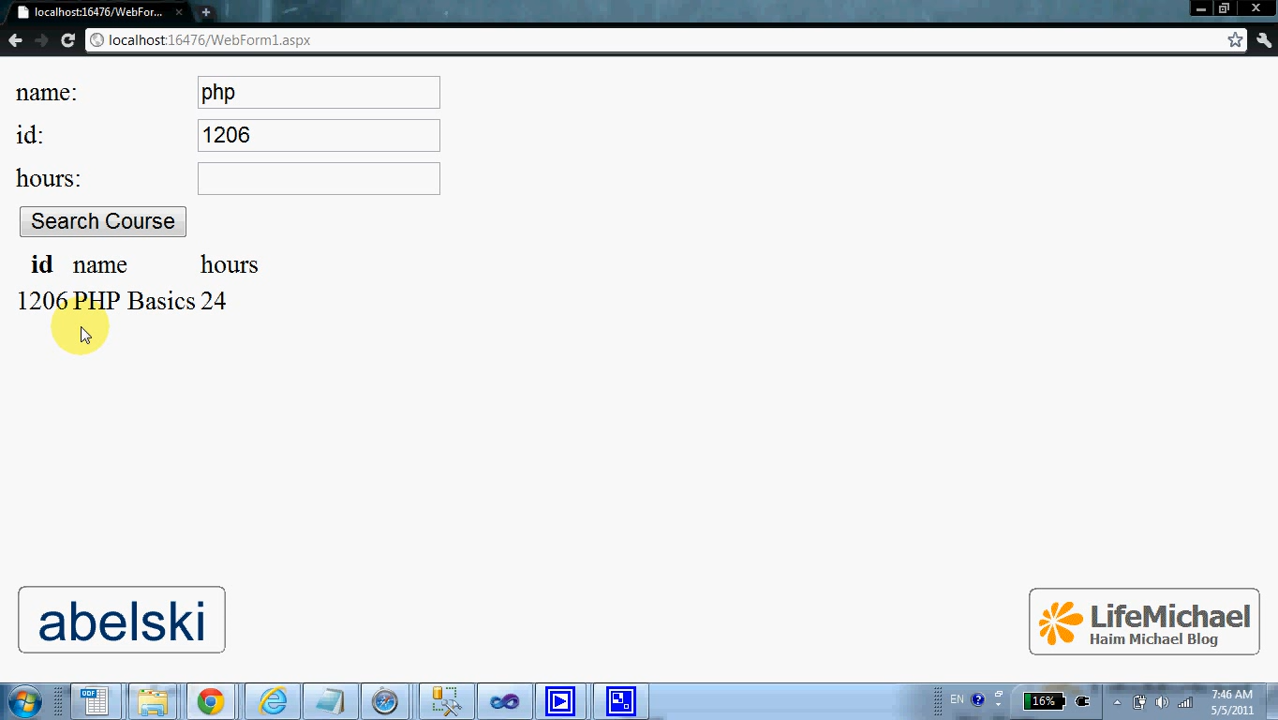 localhost:16476/WebFor...
localhost:16476/WebForm1.aspx
name: php
id: 1206
hours:
Search Course
id name hours
1206 PHP Basics 24
abelski
LifeMichael
Haim Michael Blog
ODF
EN
16%
7:46 AM
5/5/2011